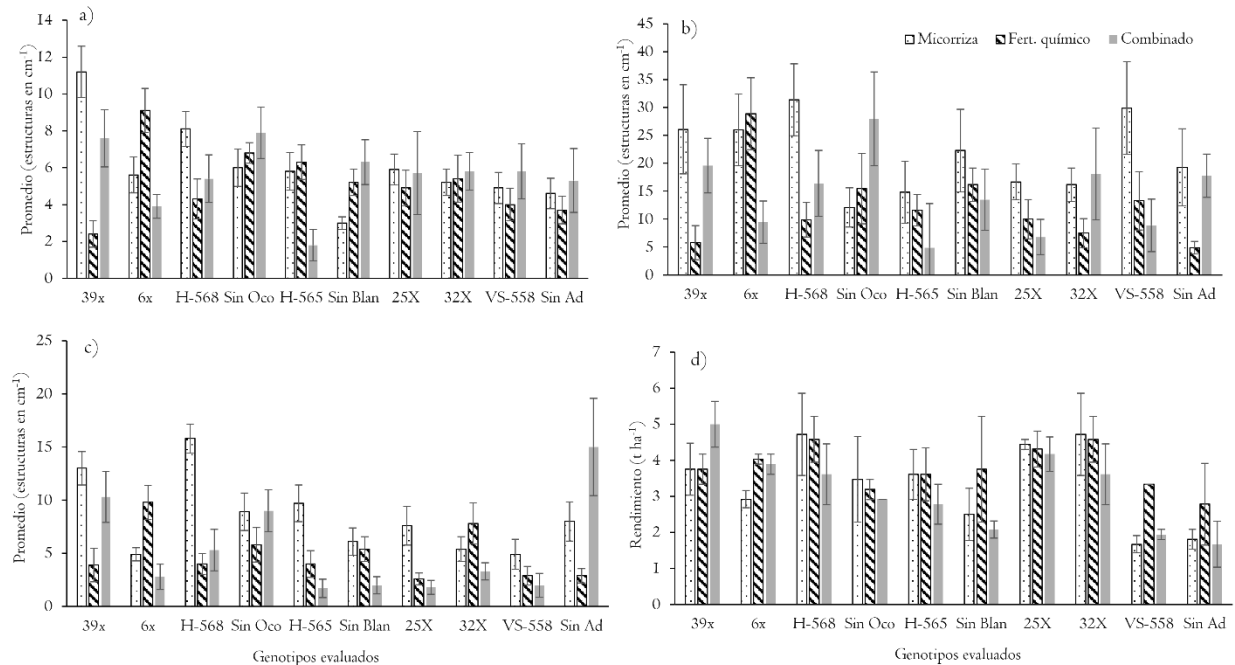 a)
Promedio (estructuras en cm⁻¹)
14
12
10
8
6
4
2
0
39x 6x H-568 Sin Oco H-565 Sin Blan 25X 32X VS-558 Sin Ad
b)
Micorriza Fert. químico Combinado
Promedio (estructuras en cm⁻¹)
45
40
35
30
25
20
15
10
5
0
39x 6x H-568 Sin Oco H-565 Sin Blan 25X 32X VS-558 Sin Ad
c)
Promedio (estructuras en cm⁻¹)
25
20
15
10
5
0
39x 6x H-568 Sin Oco H-565 Sin Blan 25X 32X VS-558 Sin Ad
Genotipos evaluados
d)
Rendimiento (t ha⁻¹)
7
6
5
4
3
2
1
0
39x 6x H-568 Sin Oco H-565 Sin Blan 25X 32X VS-558 Sin Ad
Genotipos evaluados